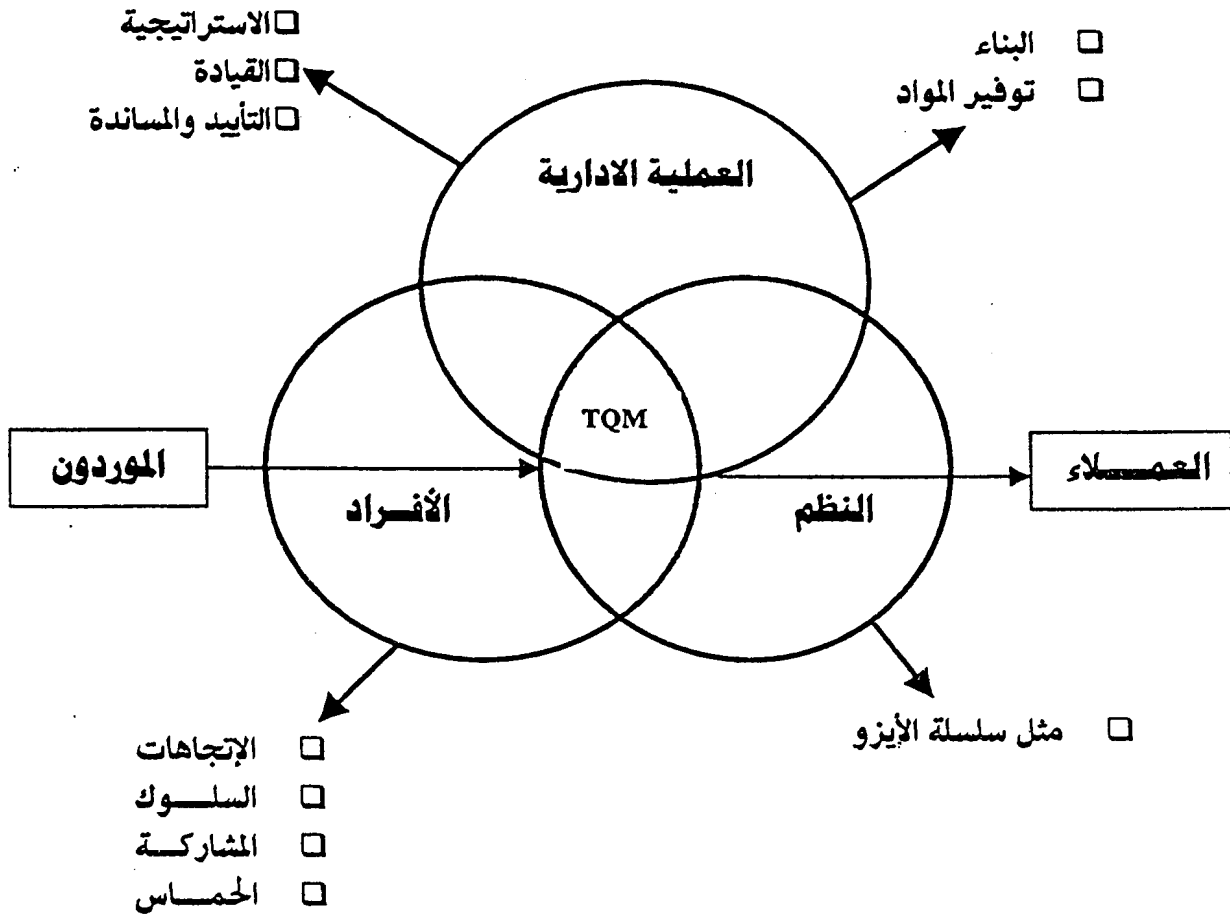 الاستراتيجية
القيادة
التأييد والمساندة
البناء
توفير المواد
العملية الادارية
TQM
الموردون
الأفـــراد
النظم
العمـــــلاء
مثل سلسلة الأيزو
الإتجاهات
السلـــوك
المشاركـــة
الحمـــاس